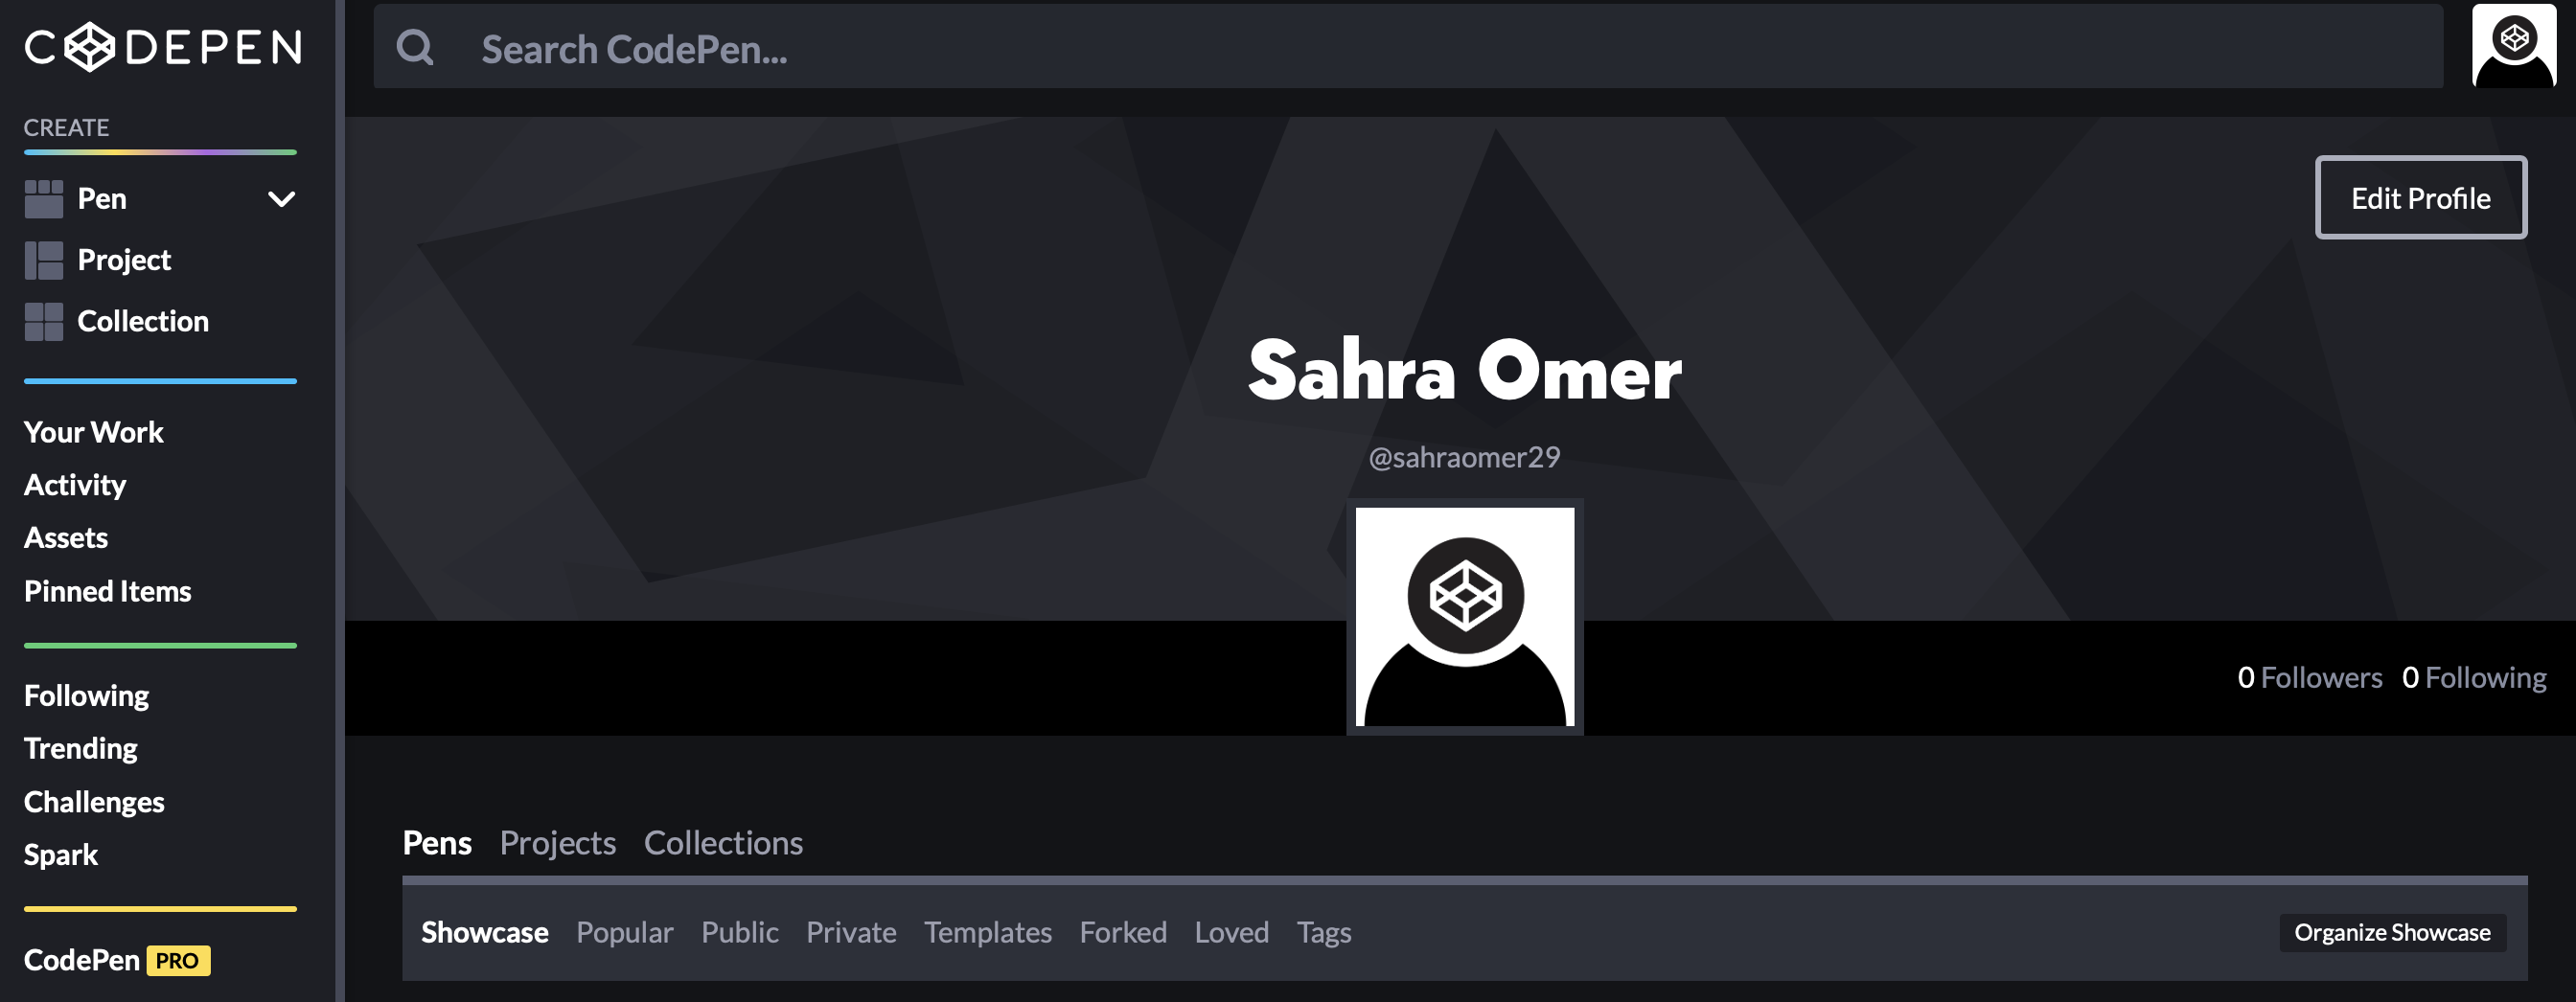 CODEPEN
CREATE
Pen
Project
Collection
Your Work
Activity
Assets
Pinned Items
Following
Trending
Challenges
Spark
CodePen PRO
Search CodePen...
Edit Profile
Sahra Omer
@sahraomer29
0 Followers 0 Following
Pens Projects Collections
Showcase Popular Public Private Templates Forked Loved Tags Organize Showcase